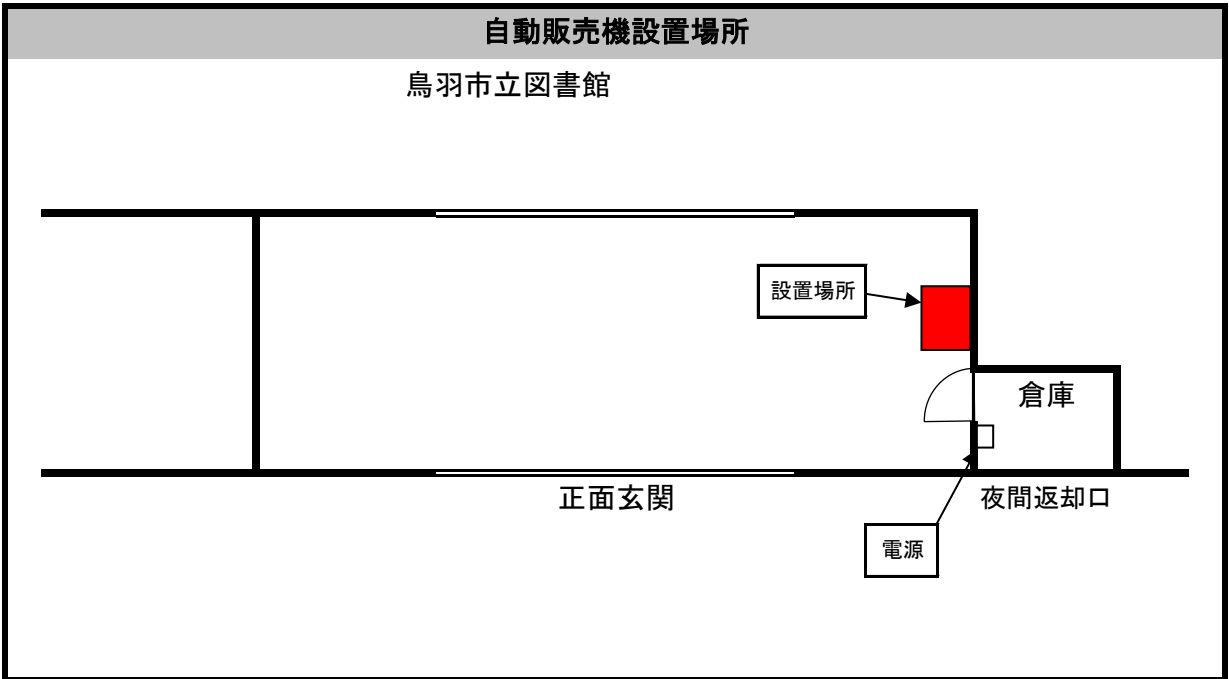 自動販売機設置場所
鳥羽市立図書館
設置場所
倉庫
正面玄関
夜間返却口
電源